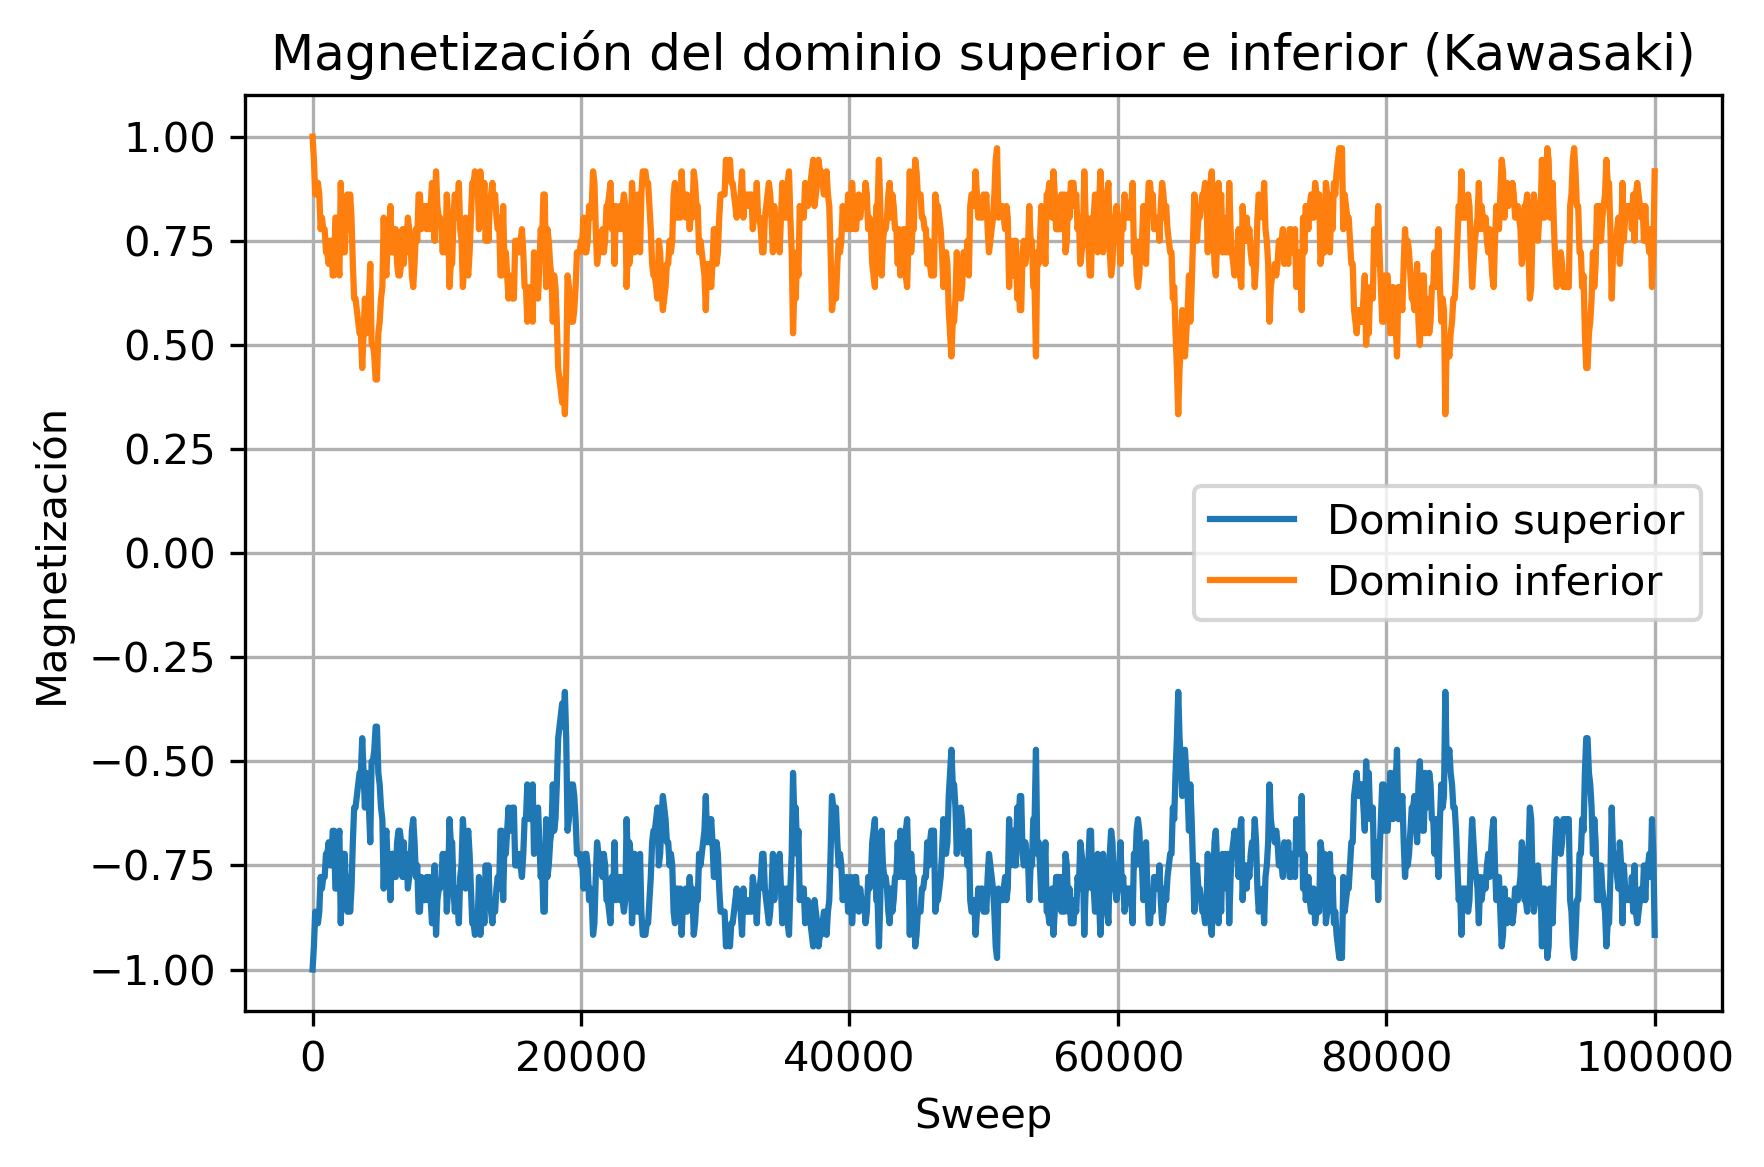 Magnetización del dominio superior e inferior (Kawasaki)
1.00
0.75
0.50
0.25
0.00
−0.25
−0.50
−0.75
−1.00
Magnetización
Dominio superior
Dominio inferior
0 20000 40000 60000 80000 100000
Sweep